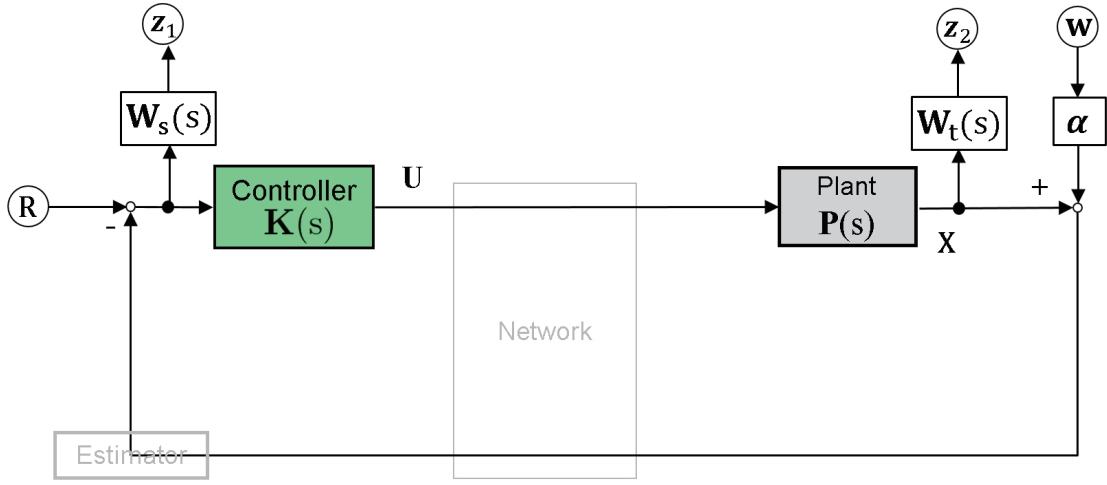 z₁
z₂
w
Wₛ(s)
Wₜ(s)
α
R
-
Controller
K(s)
U
Plant
P(s)
X
+
Network
Estimator